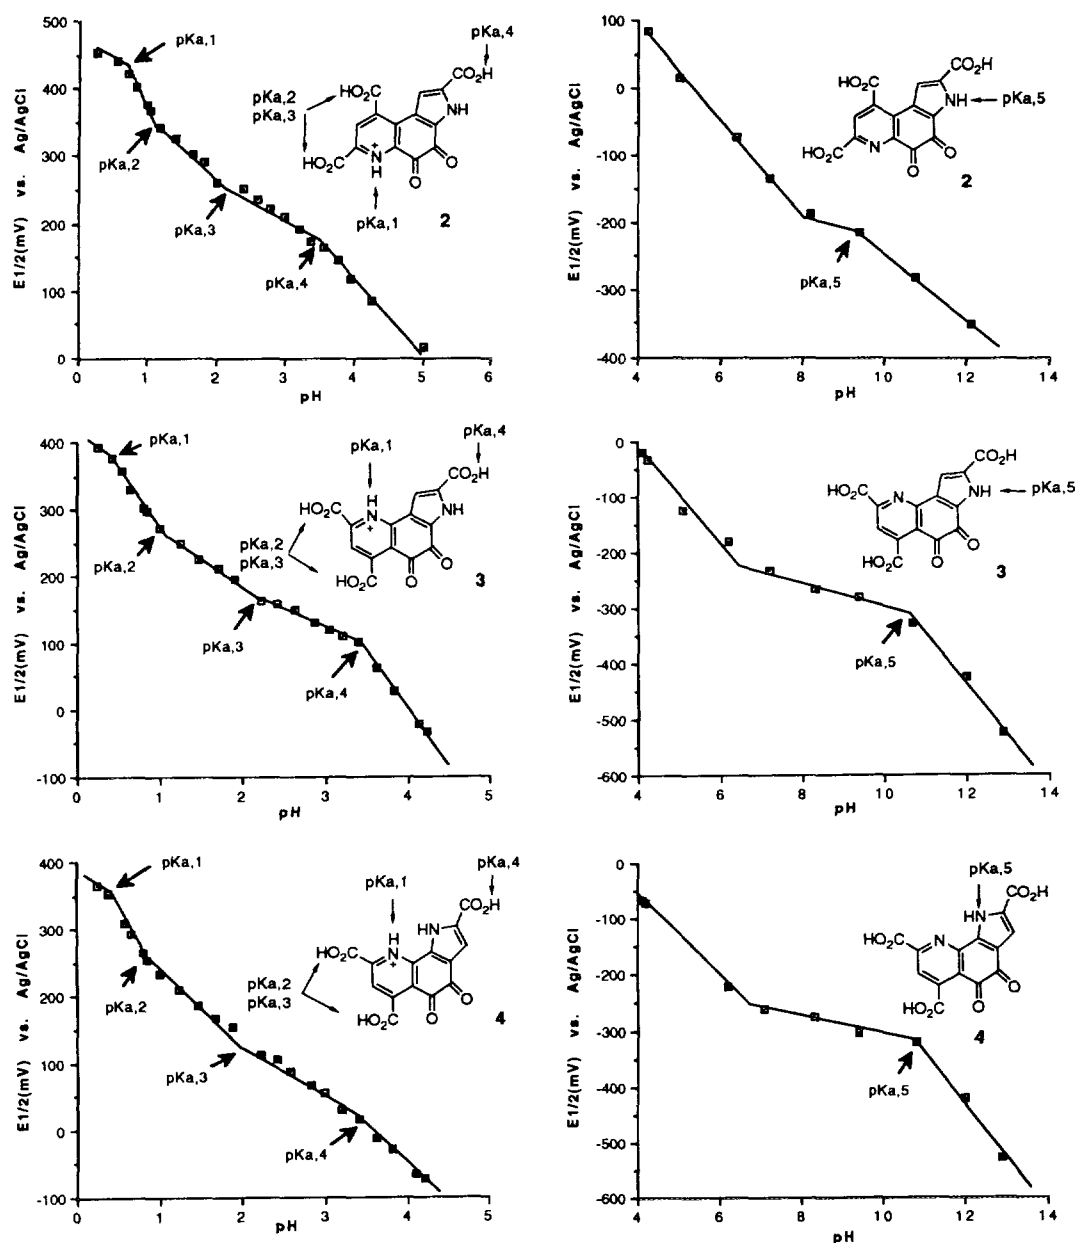 E1/2(mV) vs. Ag/AgCl
500
400
300
200
100
0
0
1
2
3
4
5
6
pH
pKa,1
pKa,2
pKa,3
pKa,4
pKa,4
CO2H
NH
pKa,2
pKa,3
HO2C
HO2C
N
+
H
O
O
pKa,1
2
E1/2(mV) vs. Ag/AgCl
100
0
-100
-200
-300
-400
4
6
8
10
12
14
pH
HO2C
CO2H
NH
pKa,5
HO2C
N
O
O
2
pKa,5
E1/2(mV) vs. Ag/AgCl
400
300
200
100
0
-100
0
1
2
3
4
5
pH
pKa,1
pKa,2
pKa,3
pKa,4
pKa,1
pKa,4
CO2H
H
N
+
NH
HO2C
pKa,2
pKa,3
HO2C
O
O
3
E1/2(mV) vs. Ag/AgCl
0
-100
-200
-300
-400
-500
-600
4
6
8
10
12
14
pH
CO2H
HO2C
N
NH
pKa,5
HO2C
O
O
3
pKa,5
E1/2(mV) vs. Ag/AgCl
400
300
200
100
0
-100
0
1
2
3
4
5
pH
pKa,1
pKa,2
pKa,3
pKa,4
pKa,4
pKa,1
CO2H
HN
H
N
+
HO2C
pKa,2
pKa,3
HO2C
O
O
4
E1/2(mV) vs. Ag/AgCl
0
-100
-200
-300
-400
-500
-600
4
6
8
10
12
14
pH
pKa,5
CO2H
HN
HO2C
N
HO2C
O
O
4
pKa,5